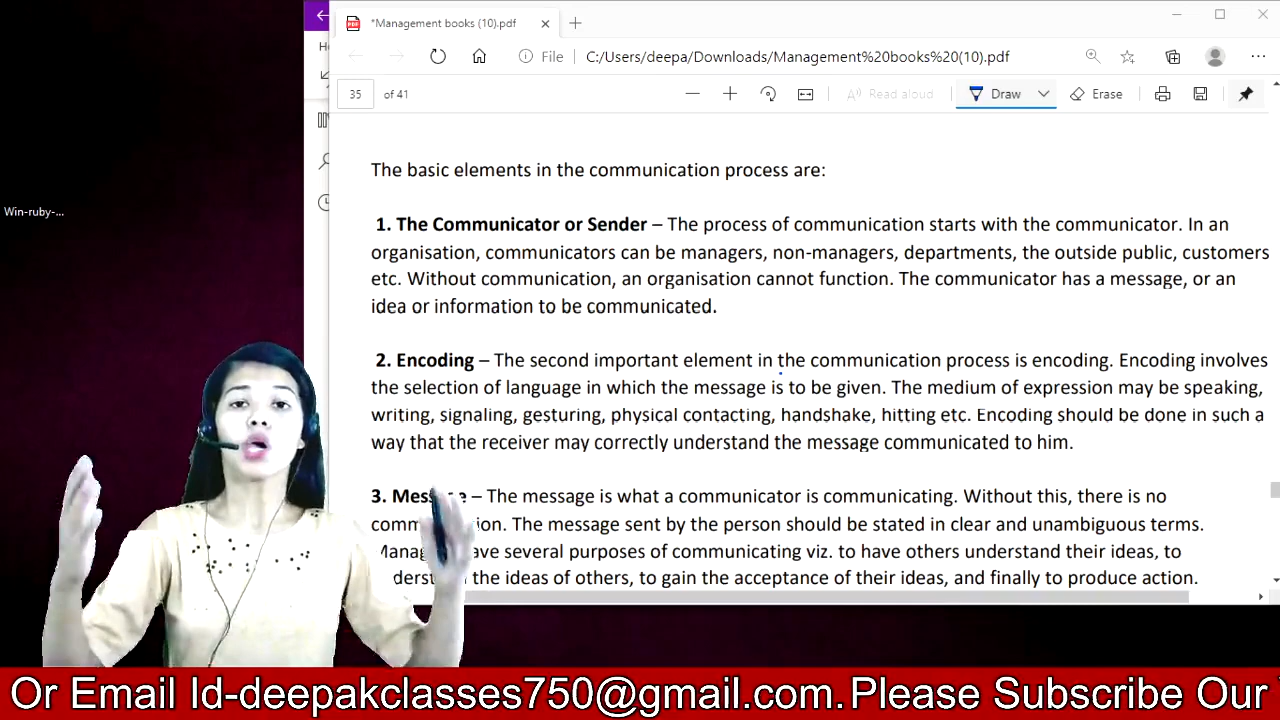 *Management books (10).pdf
File C:/Users/deepa/Downloads/Management%20books%20(10).pdf
35 of 41
Read aloud
Draw
Erase
Win-ruby-...
The basic elements in the communication process are:
1. The Communicator or Sender – The process of communication starts with the communicator. In an
organisation, communicators can be managers, non-managers, departments, the outside public, customers
etc. Without communication, an organisation cannot function. The communicator has a message, or an
idea or information to be communicated.
2. Encoding – The second important element in the communication process is encoding. Encoding involves
the selection of language in which the message is to be given. The medium of expression may be speaking,
writing, signaling, gesturing, physical contacting, handshake, hitting etc. Encoding should be done in such a
way that the receiver may correctly understand the message communicated to him.
3. Message – The message is what a communicator is communicating. Without this, there is no
The message sent by the person should be stated in clear and unambiguous terms.
several purposes of communicating viz. to have others understand their ideas, to
the ideas of others, to gain the acceptance of their ideas, and finally to produce action.
Or Email Id-deepakclasses750@gmail.com. Please Subscribe Our